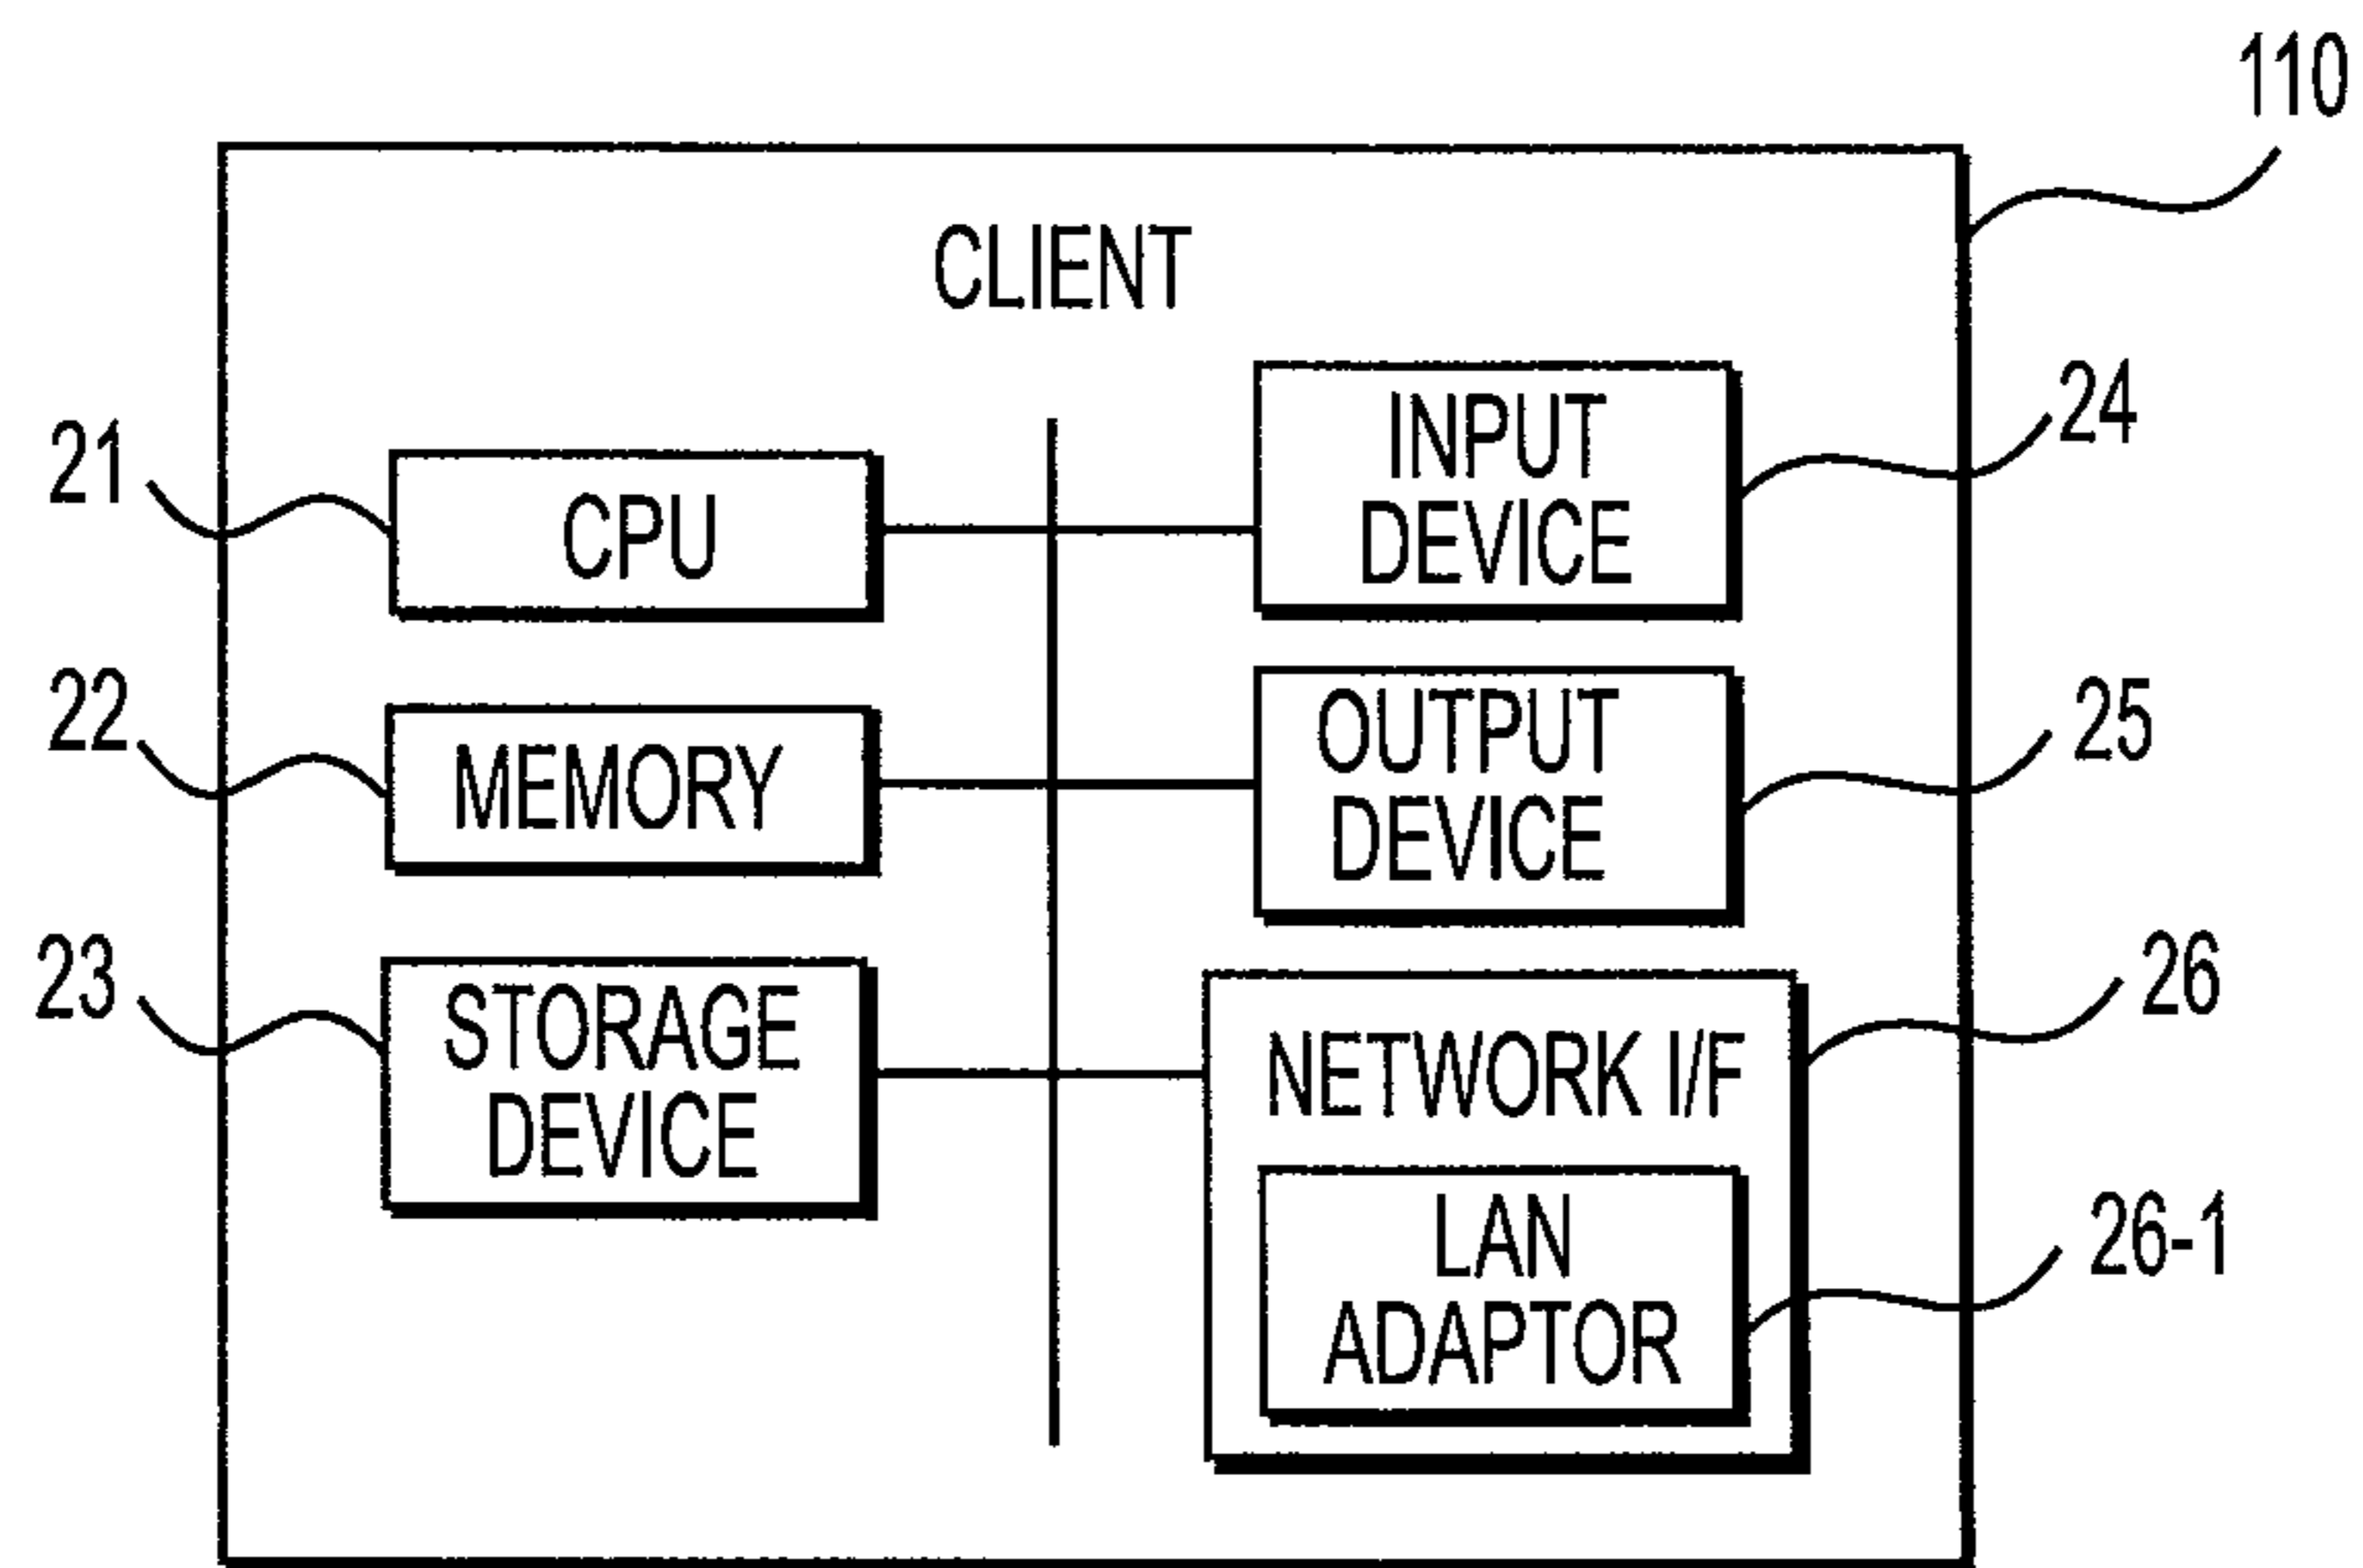 110
CLIENT
21
CPU
INPUT
DEVICE
24
22
MEMORY
OUTPUT
DEVICE
25
23
STORAGE
DEVICE
NETWORK I/F
26
LAN
ADAPTOR
26-1